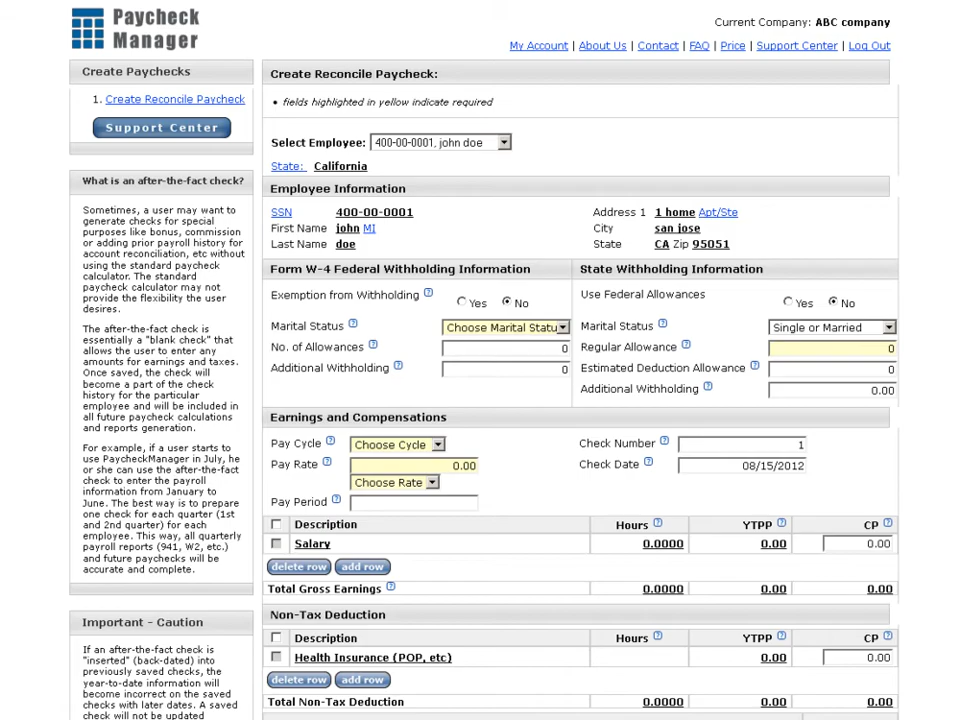 Paycheck
Manager
Current Company: ABC company
My Account | About Us | Contact | FAQ | Price | Support Center | Log Out
Create Paychecks
1. Create Reconcile Paycheck
Support Center
What is an after-the-fact check?
Sometimes, a user may want to
generate checks for special
purposes like bonus, commission
or adding prior payroll history for
account reconciliation, etc without
using the standard paycheck
calculator. The standard
paycheck calculator may not
provide the flexibility the user
desires.
The after-the-fact check is
essentially a "blank check" that
allows the user to enter any
amounts for earnings and taxes.
Once saved, the check will
become a part of the check
history for the particular
employee and will be included in
all future paycheck calculations
and reports generation.
For example, if a user starts to
use PaycheckManager in July, he
or she can use the after-the-fact
check to enter the payroll
information from January to
June. The best way is to prepare
one check for each quarter (1st
and 2nd quarter) for each
employee. This way, all quarterly
payroll reports (941, W2, etc.)
and future paychecks will be
accurate and complete.
Important - Caution
If an after-the-fact check is
"inserted" (back-dated) into
previously saved checks, the
year-to-date information will
become incorrect on the saved
checks with later dates. A saved
check will not be updated
Create Reconcile Paycheck:
• fields highlighted in yellow indicate required
Select Employee: 400-00-0001, john doe
State: California
Employee Information
SSN 400-00-0001 Address 1 1 home Apt/Ste
First Name john MI City san jose
Last Name doe State CA Zip 95051
Form W-4 Federal Withholding Information State Withholding Information
Exemption from Withholding ? Yes No Use Federal Allowances Yes No
Marital Status ? Choose Marital Statu Marital Status ? Single or Married
No. of Allowances ? 0 Regular Allowance ? 0
Additional Withholding ? 0 Estimated Deduction Allowance ? 0
Additional Withholding ? 0.00
Earnings and Compensations
Pay Cycle ? Choose Cycle Check Number ? 1
Pay Rate ? 0.00 Check Date ? 08/15/2012
Choose Rate
Pay Period ?
Description Hours ? YTPP ? CP ?
Salary 0.0000 0.00 0.00
delete row add row
Total Gross Earnings ? 0.0000 0.00 0.00
Non-Tax Deduction
Description Hours ? YTPP ? CP ?
Health Insurance (POP, etc) 0.00 0.00
delete row add row
Total Non-Tax Deduction 0.0000 0.00 0.00